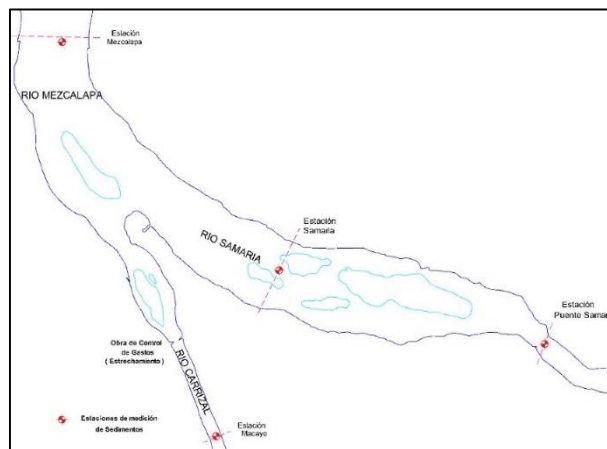 Estación
Mezcalapa
RIO MEZCALAPA
Estación
Samaria
RIO SAMARIA
Estación
Puente Samaria
Obra de Control
de Gastos
( Estrechamiento )
RIO CARRIZAL
Estaciones de medición
de Sedimentos
Estación
Macayo